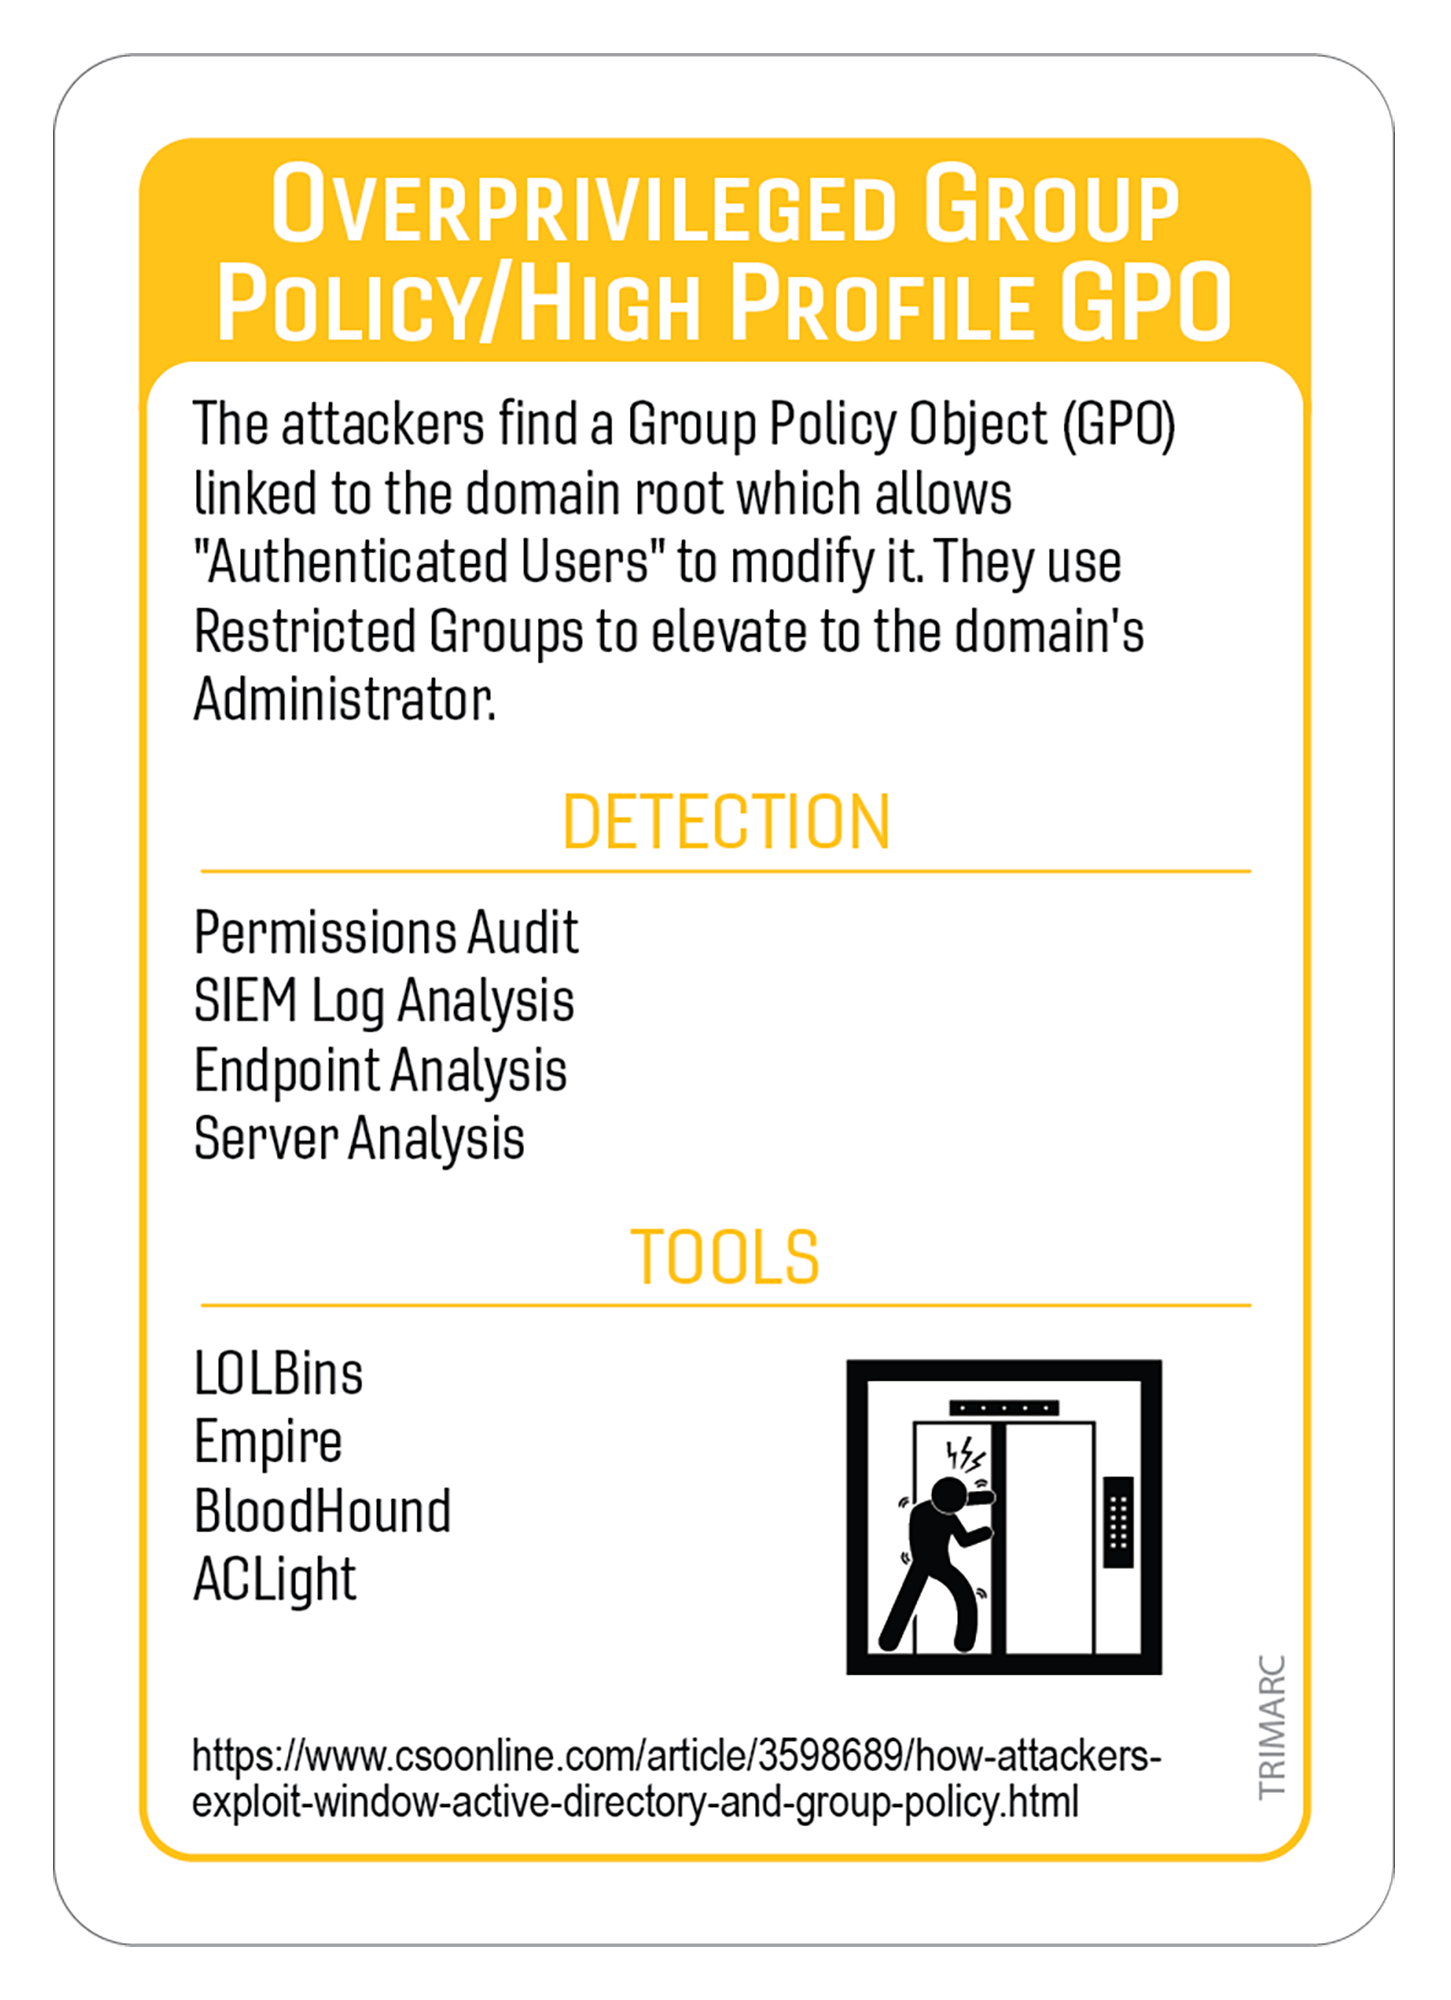 OVERPRIVILEGED GROUP
POLICY/HIGH PROFILE GPO
The attackers find a Group Policy Object (GPO)
linked to the domain root which allows
"Authenticated Users" to modify it. They use
Restricted Groups to elevate to the domain's
Administrator.
DETECTION
Permissions Audit
SIEM Log Analysis
Endpoint Analysis
Server Analysis
TOOLS
LOLBins
Empire
BloodHound
ACLight
https://www.csoonline.com/article/3598689/how-attackers-
exploit-window-active-directory-and-group-policy.html
TRIMARC